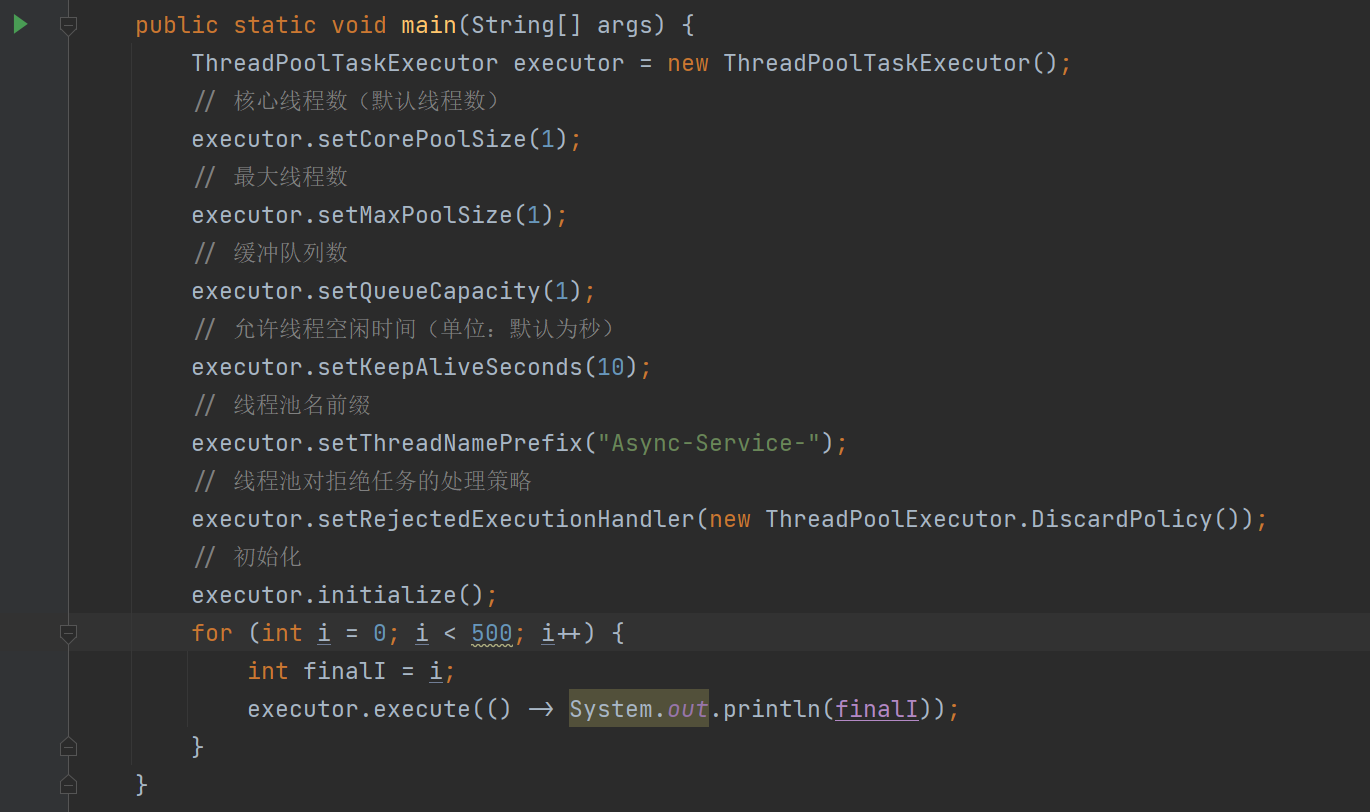 public static void main(String[] args) {
ThreadPoolTaskExecutor executor = new ThreadPoolTaskExecutor();
// 核心线程数（默认线程数）
executor.setCorePoolSize(1);
// 最大线程数
executor.setMaxPoolSize(1);
// 缓冲队列数
executor.setQueueCapacity(1);
// 允许线程空闲时间（单位：默认为秒）
executor.setKeepAliveSeconds(10);
// 线程池名前缀
executor.setThreadNamePrefix("Async-Service-");
// 线程池对拒绝任务的处理策略
executor.setRejectedExecutionHandler(new ThreadPoolExecutor.DiscardPolicy());
// 初始化
executor.initialize();
for (int i = 0; i < 500; i++) {
int finalI = i;
executor.execute(() -> System.out.println(finalI));
}
}